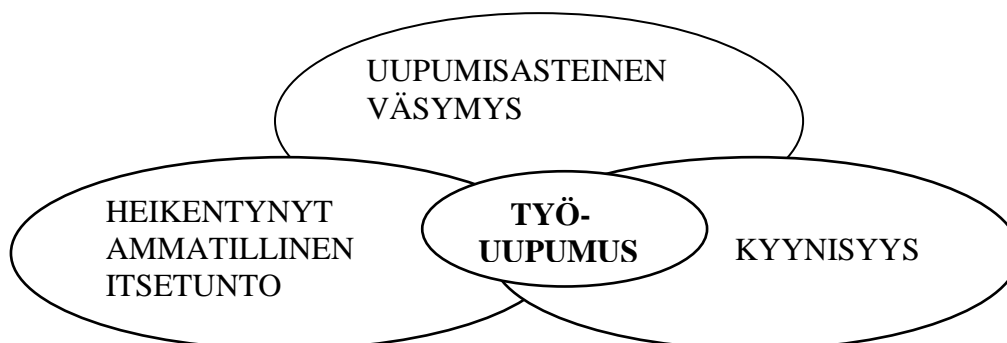 UUPUMISASTEINEN
VÄSYMYS
HEIKENTYNYT
AMMATILLINEN
ITSETUNTO
TYÖ-
UUPUMUS
KYYNISYYS